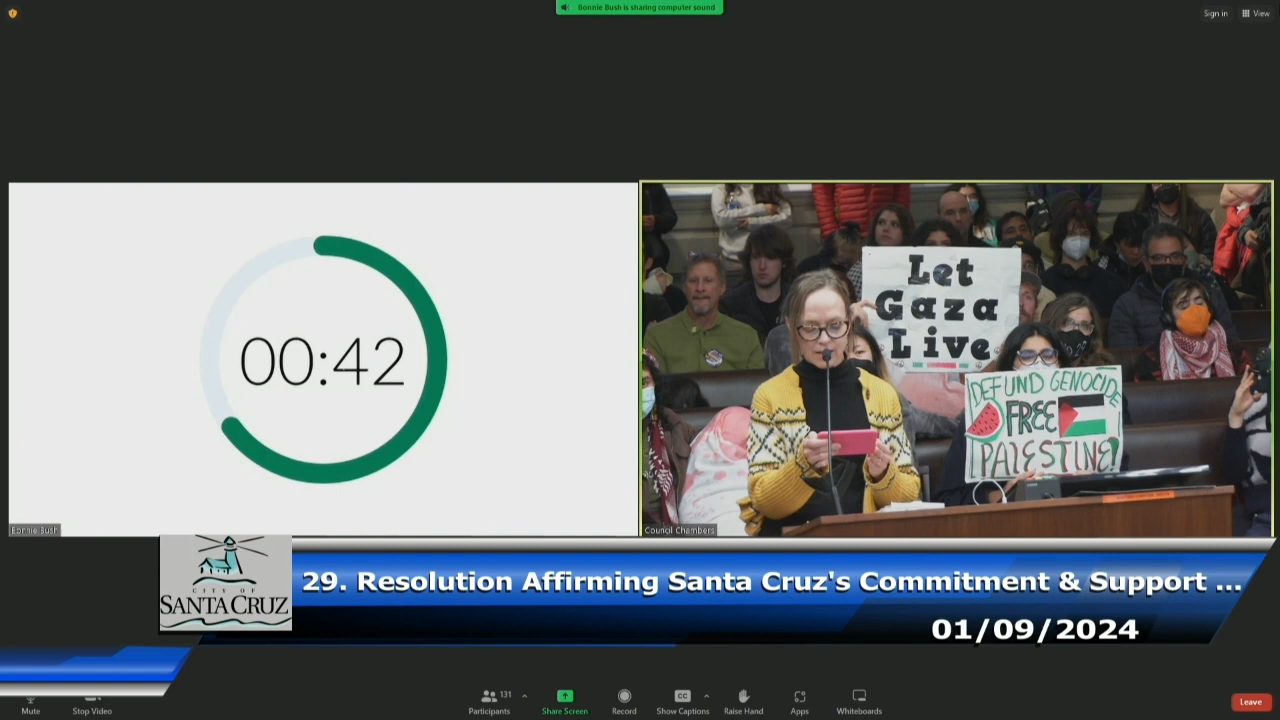 Bonnie Bush is sharing computer sound
Sign in
View
00:42
Let
Gaza
Live
DEFUND GENOCIDE
FREE
PALESTINE!
Bonnie Bush
Council Chambers
CITY OF
SANTA CRUZ
29. Resolution Affirming Santa Cruz's Commitment & Support ...
01/09/2024
Mute
Stop Video
131
Participants
Share Screen
CC
Record
Show Captions
Raise Hand
Apps
Whiteboards
Leave